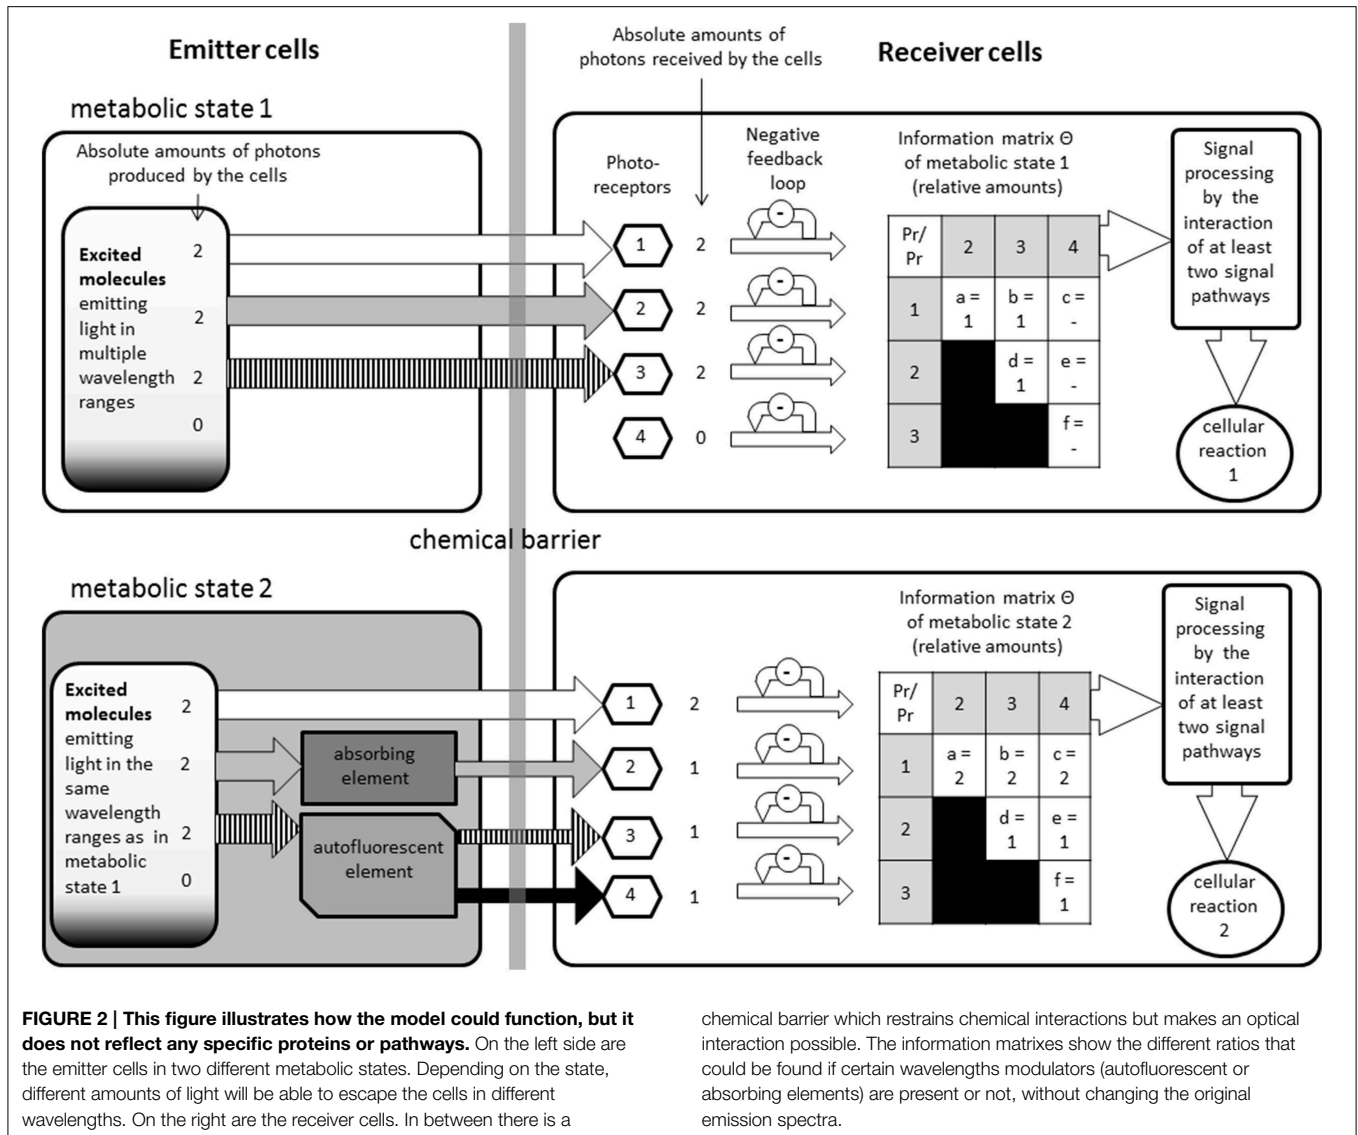 Emitter cells
Absolute amounts of
photons received by the cells
Receiver cells
metabolic state 1
Absolute amounts of photons
produced by the cells
Excited
molecules
emitting
light in
multiple
wavelength
ranges
2
2
2
0
Photo-
receptors
1
2
3
4
2
2
2
0
Negative
feedback
loop
-
-
-
-
Information matrix Θ
of metabolic state 1
(relative amounts)
Pr/
Pr
2
3
4
1
a =
1
b =
1
c =
-
2
d =
1
e =
-
3
f =
-
Signal
processing
by the
interaction
of at least
two signal
pathways
cellular
reaction
1
chemical barrier
metabolic state 2
Excited
molecules
emitting
light in the
same
wavelength
ranges as in
metabolic
state 1
2
2
2
0
absorbing
element
autofluorescent
element
1
2
3
4
2
1
1
1
-
-
-
-
Information matrix Θ
of metabolic state 2
(relative amounts)
Pr/
Pr
2
3
4
1
a =
2
b =
2
c =
2
2
d =
1
e =
1
3
f =
1
Signal
processing
by the
interaction
of at least
two signal
pathways
cellular
reaction
2
FIGURE 2 | This figure illustrates how the model could function, but it
does not reflect any specific proteins or pathways. On the left side are
the emitter cells in two different metabolic states. Depending on the state,
different amounts of light will be able to escape the cells in different
wavelengths. On the right are the receiver cells. In between there is a
chemical barrier which restrains chemical interactions but makes an optical
interaction possible. The information matrixes show the different ratios that
could be found if certain wavelengths modulators (autofluorescent or
absorbing elements) are present or not, without changing the original
emission spectra.